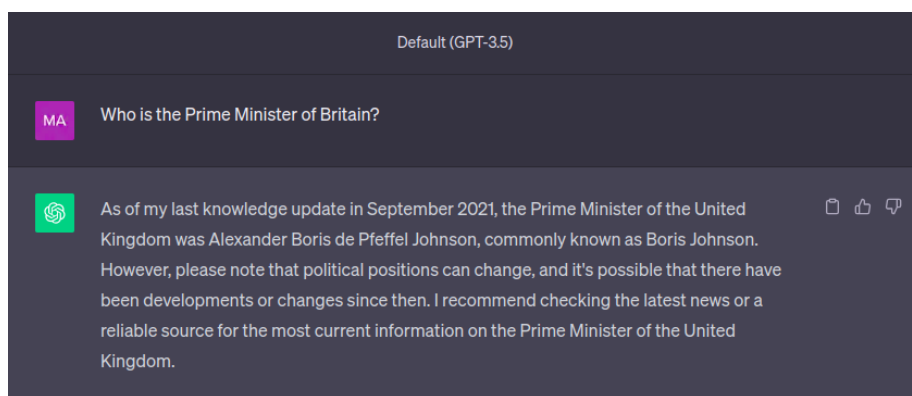 Default (GPT-3.5)
MA
Who is the Prime Minister of Britain?
As of my last knowledge update in September 2021, the Prime Minister of the United
Kingdom was Alexander Boris de Pfeffel Johnson, commonly known as Boris Johnson.
However, please note that political positions can change, and it's possible that there have
been developments or changes since then. I recommend checking the latest news or a
reliable source for the most current information on the Prime Minister of the United
Kingdom.